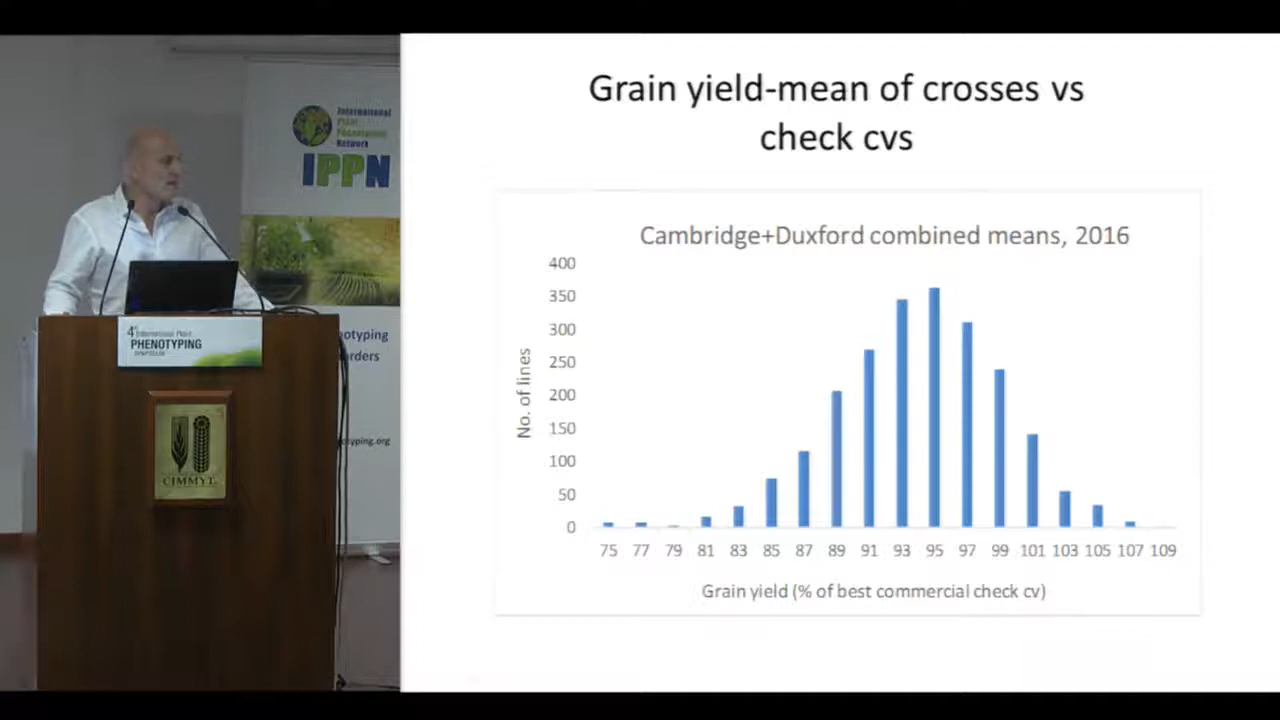 International
Plant
Phenotyping
Network
IPPN
notyping
orders
otyping.org
4th International Plant
PHENOTYPING
SYMPOSIUM
CIMMYT
Grain yield-mean of crosses vs
check cvs
Cambridge+Duxford combined means, 2016
400
350
300
250
200
150
100
50
0
No. of lines
75 77 79 81 83 85 87 89 91 93 95 97 99 101 103 105 107 109
Grain yield (% of best commercial check cv)
IPPN